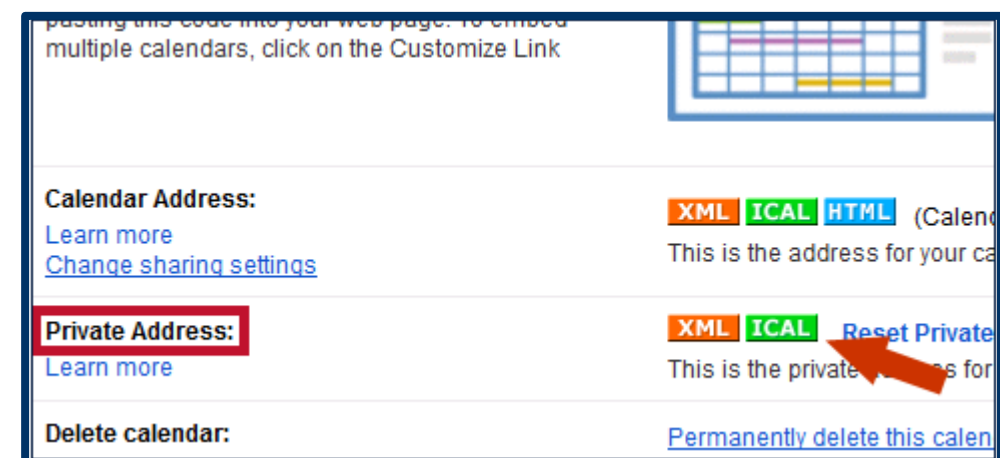 multiple calendars, click on the Customize Link
Calendar Address:
Learn more
Change sharing settings
XML ICAL HTML (Calend
This is the address for your ca
Private Address:
Learn more
XML ICAL Reset Private
This is the private for
Delete calendar:
Permanently delete this calen